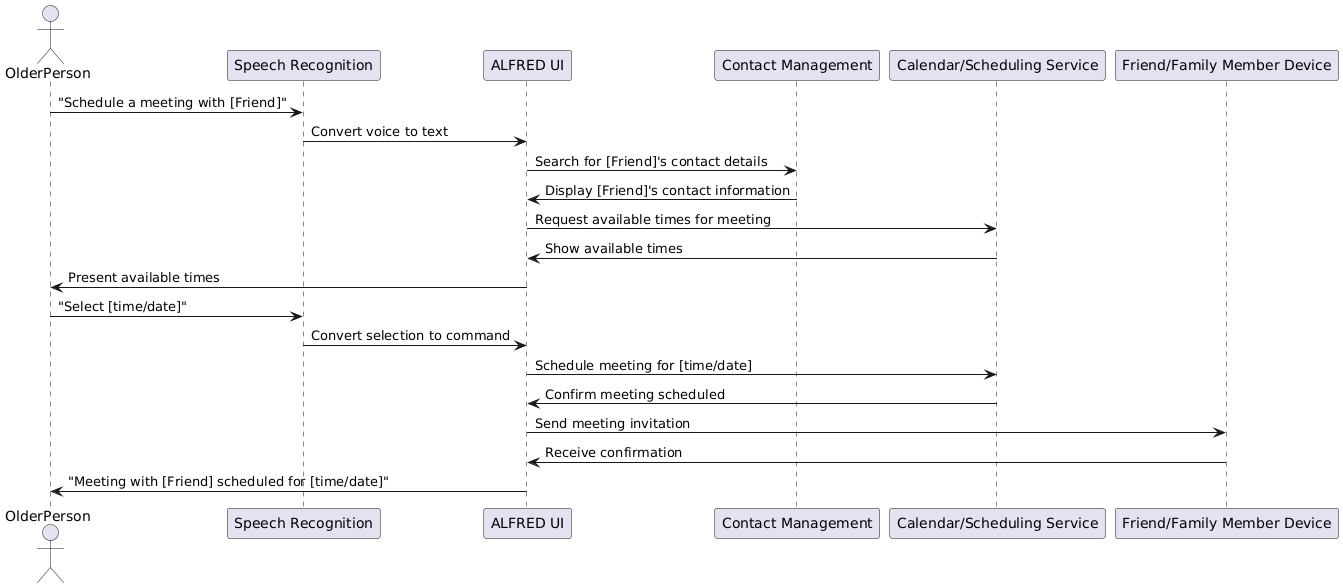 OlderPerson
Speech Recognition
ALFRED UI
Contact Management
Calendar/Scheduling Service
Friend/Family Member Device
"Schedule a meeting with [Friend]"
Convert voice to text
Search for [Friend]'s contact details
Display [Friend]'s contact information
Request available times for meeting
Show available times
Present available times
"Select [time/date]"
Convert selection to command
Schedule meeting for [time/date]
Confirm meeting scheduled
Send meeting invitation
Receive confirmation
"Meeting with [Friend] scheduled for [time/date]"
OlderPerson
Speech Recognition
ALFRED UI
Contact Management
Calendar/Scheduling Service
Friend/Family Member Device